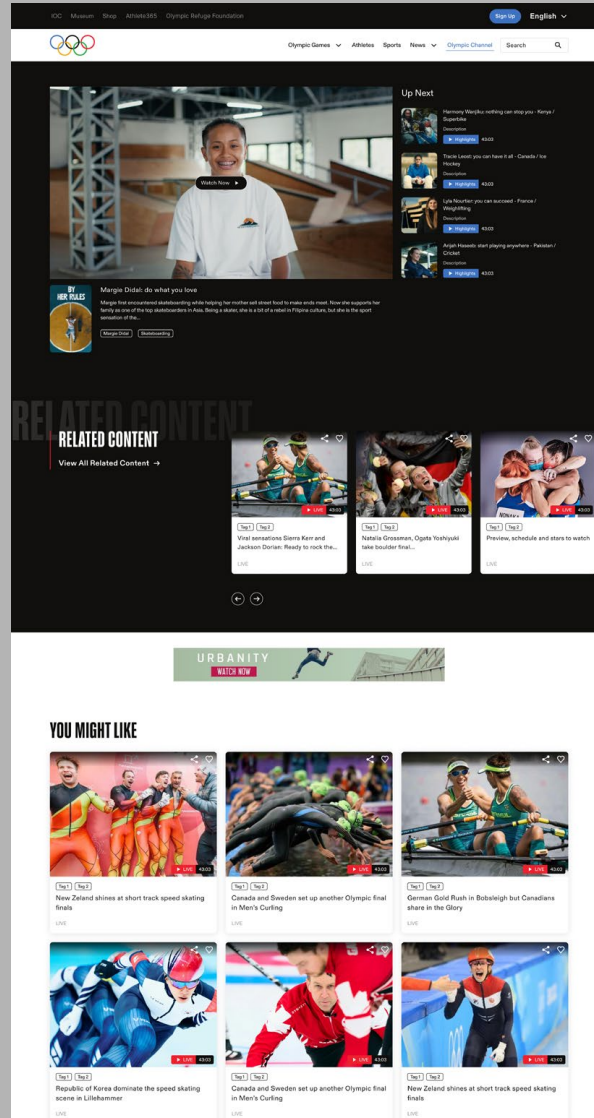 IOC Museum Shop Athlete365 Olympic Refuge Foundation
Sign Up English
Olympic Games Athletes Sports News Olympic Channel Search
Watch Now
Up Next
Harmony Wanjiku: nothing can stop you - Kenya /
Superbike
Description
Highlights 43:03
Tracie Leost: you can have it all - Canada / Ice
Hockey
Description
Highlights 43:03
Lyla Nourtier: you can succeed - France /
Weighlifting
Description
Highlights 43:03
Anjah Haseeb: start playing anywhere - Pakistan /
Cricket
Description
Highlights 43:03
BY
HER RULES
Margie Didal: do what you love
Margie first encountered skateboarding while helping her mother sell street food to make ends meet. Now she supports her
family as one of the top skateboarders in Asia. Being a skater, she is a bit of a rebel in Filipina culture, but she is the sport
sensation of the...
Margie Didal Skateboarding
RELATED CONTENT
RELATED CONTENT
View All Related Content →
LIVE 43:03
Tag 1 Tag 2
Viral sensations Sierra Kerr and
Jackson Dorian: Ready to rock the...
LIVE
LIVE 43:03
Tag 1 Tag 2
Natalia Grossman, Ogata Yoshiyuki
take boulder final...
LIVE
LIVE 43:03
Tag 1 Tag 2
Preview, schedule and stars to watch
LIVE
URBANITY
WATCH NOW
YOU MIGHT LIKE
LIVE 43:03
Tag 1 Tag 2
New Zeland shines at short track speed skating
finals
LIVE
LIVE 43:03
Tag 1 Tag 2
Canada and Sweden set up another Olympic final
in Men's Curling
LIVE
LIVE 43:03
Tag 1 Tag 2
German Gold Rush in Bobsleigh but Canadians
share in the Glory
LIVE
LIVE 43:03
Tag 1 Tag 2
Republic of Korea dominate the speed skating
scene in Lillehammer
LIVE
LIVE 43:03
Tag 1 Tag 2
Canada and Sweden set up another Olympic final
in Men's Curling
LIVE
LIVE 43:03
Tag 1 Tag 2
New Zeland shines at short track speed skating
finals
LIVE